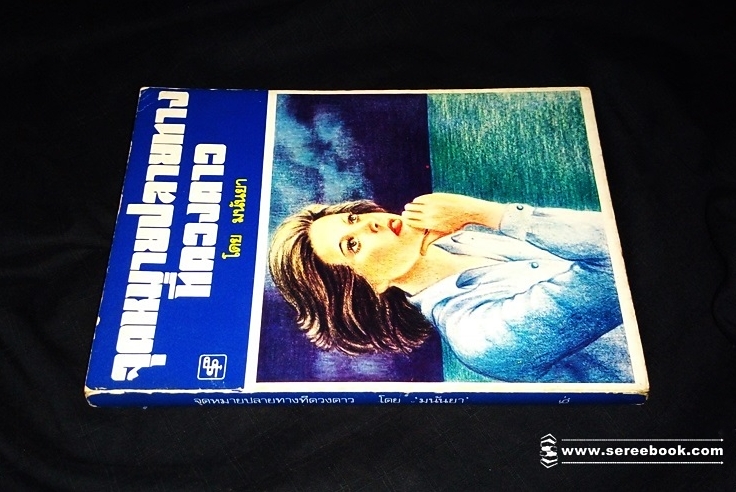 จุดหมายปลายทาง
ที่ดวงดาว
โดย มนันยา
จุดหมายปลายทางที่ดวงดาว โดย "มนันยา"
www.sereebook.com